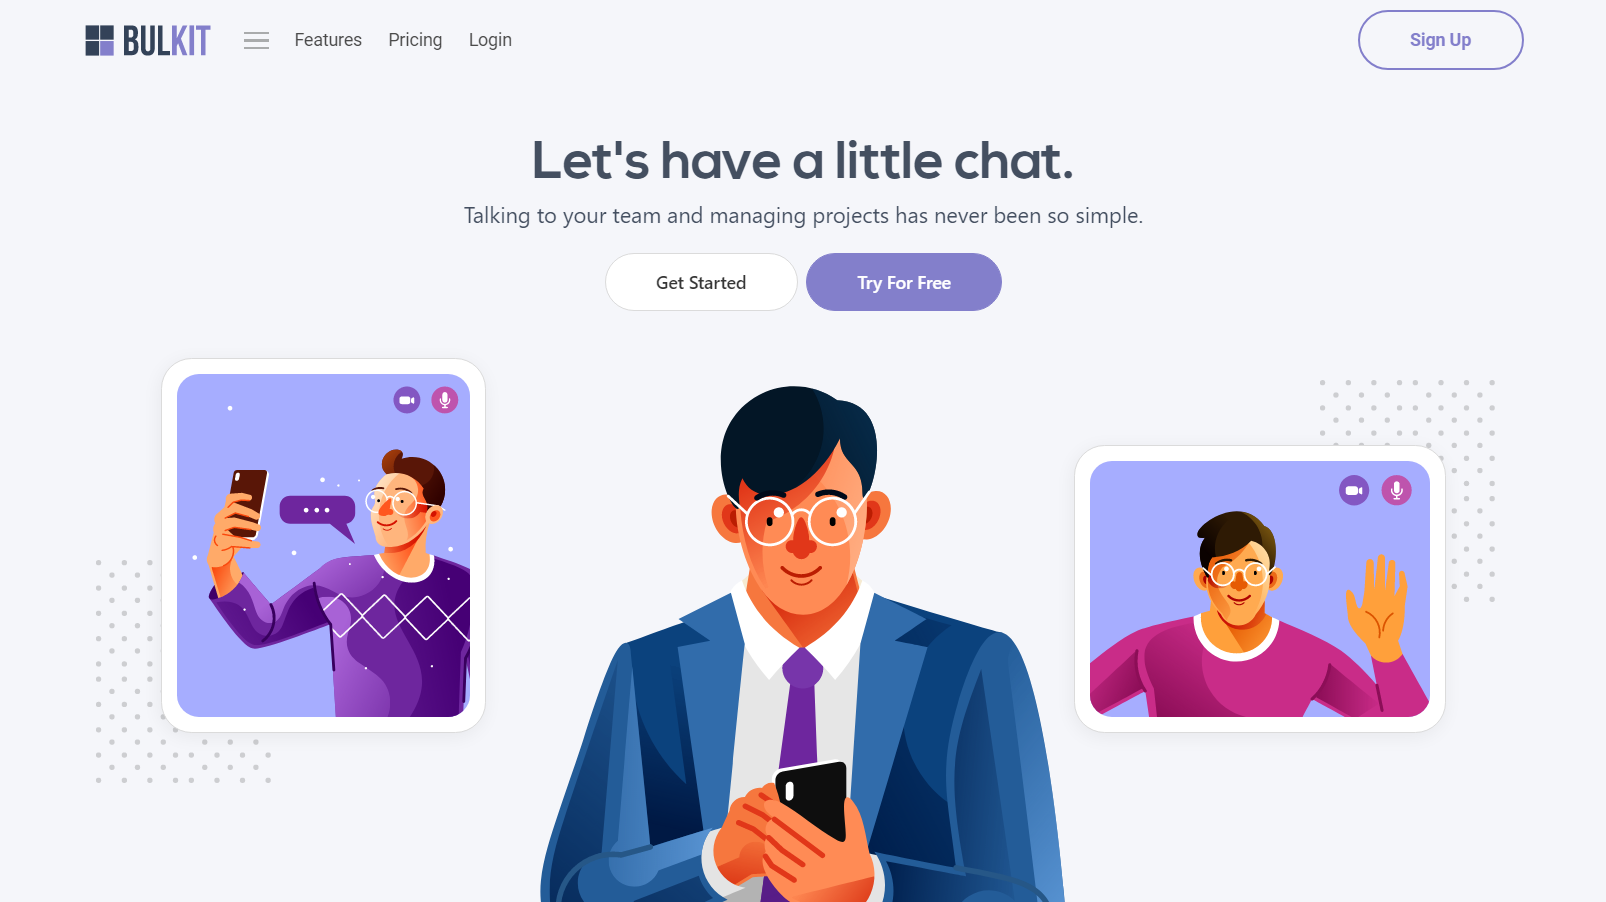 BULKIT
Features
Pricing
Login
Sign Up
Let's have a little chat.
Talking to your team and managing projects has never been so simple.
Get Started
Try For Free